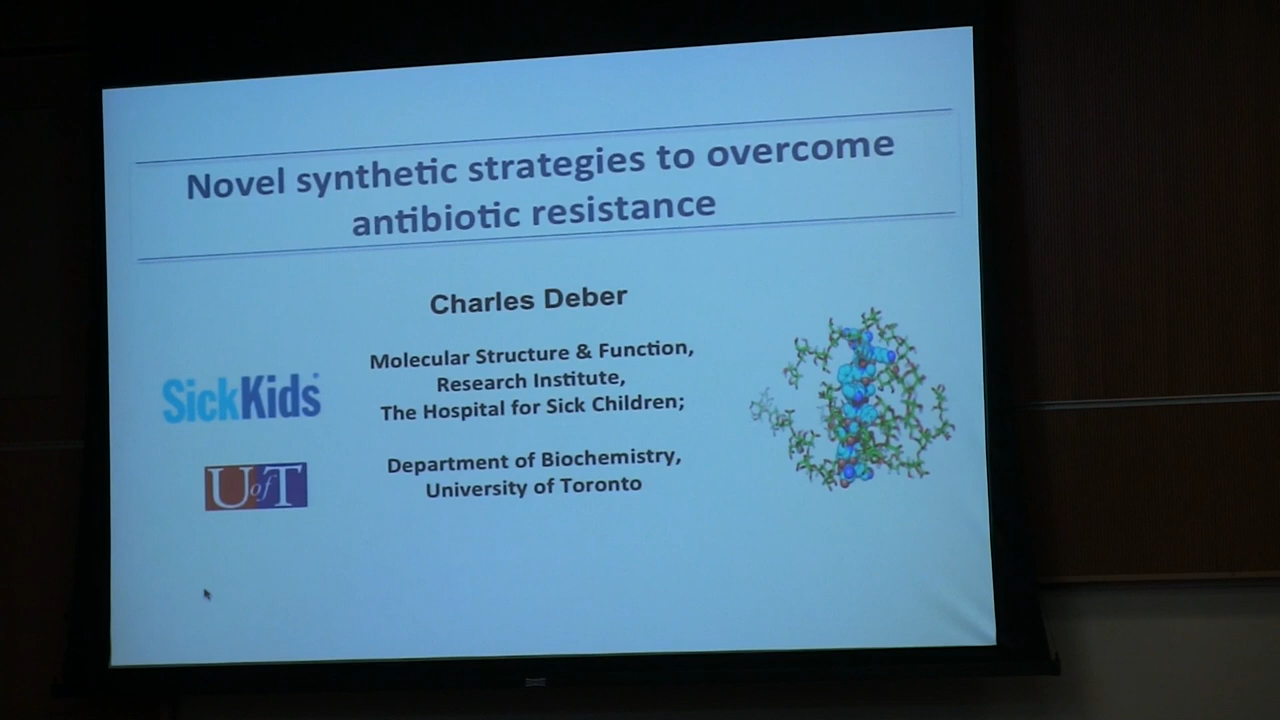 Novel synthetic strategies to overcome
antibiotic resistance
Charles Deber
Molecular Structure & Function,
Research Institute,
The Hospital for Sick Children;
SickKids
Department of Biochemistry,
University of Toronto
UofT